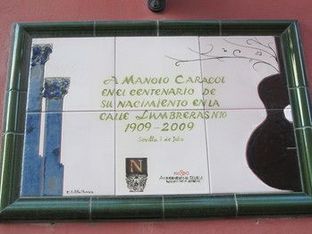 A MANOLO CARACOL
EN EL CENTENARIO DE
SU NACIMIENTO EN LA
CALLE LUMBRERAS Nº10
1909-2009
Sevilla 7 de Julio
N
NO8DO